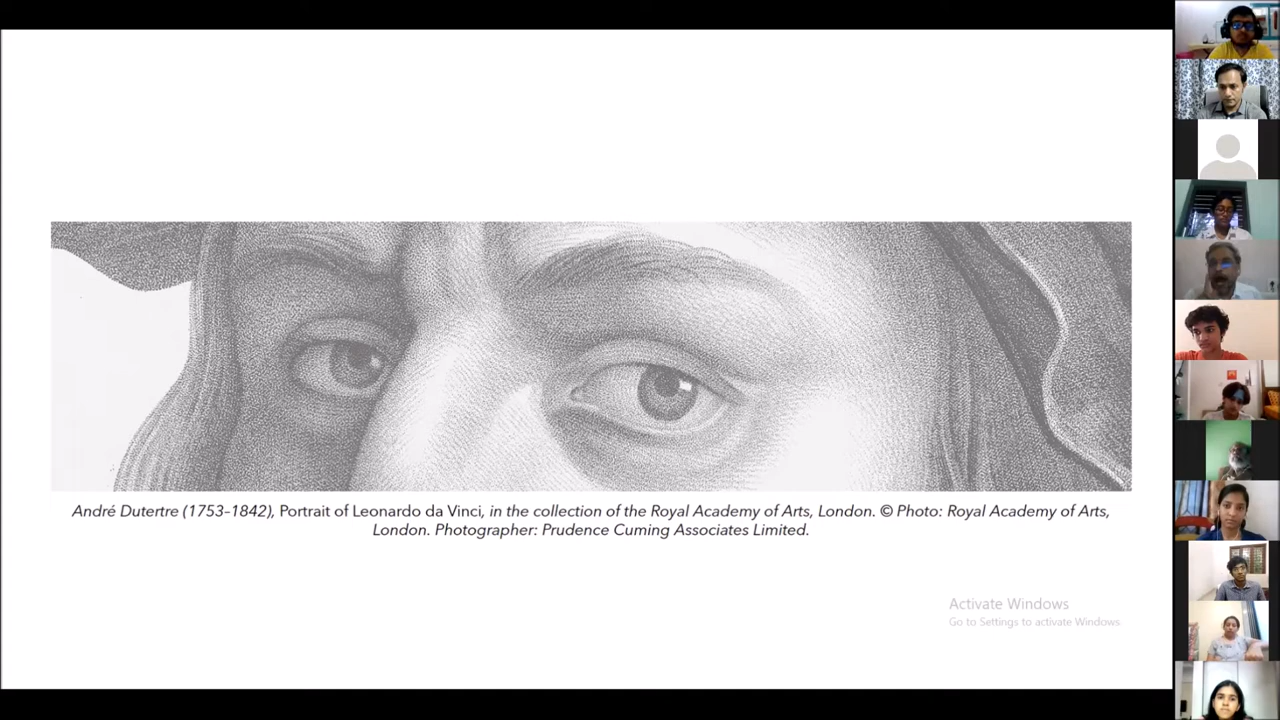 André Dutertre (1753–1842), Portrait of Leonardo da Vinci, in the collection of the Royal Academy of Arts, London. © Photo: Royal Academy of Arts,
London. Photographer: Prudence Cuming Associates Limited.
Activate Windows
Go to Settings to activate Windows.